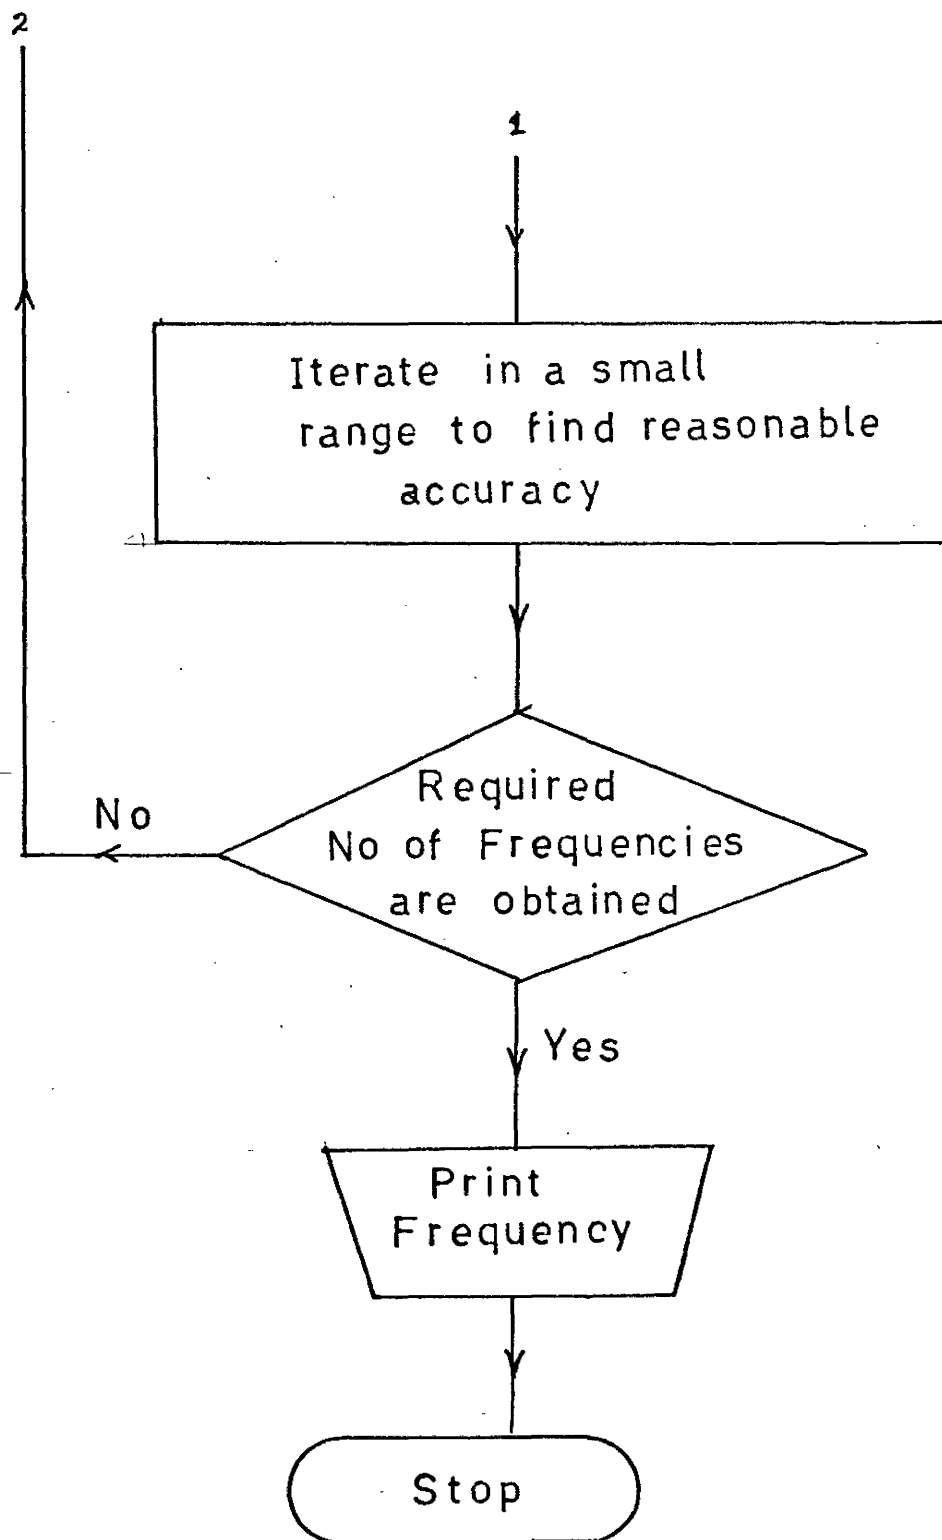 2
1
Iterate in a small
range to find reasonable
accuracy
Required
No of Frequencies
are obtained
No
Yes
Print
Frequency
Stop